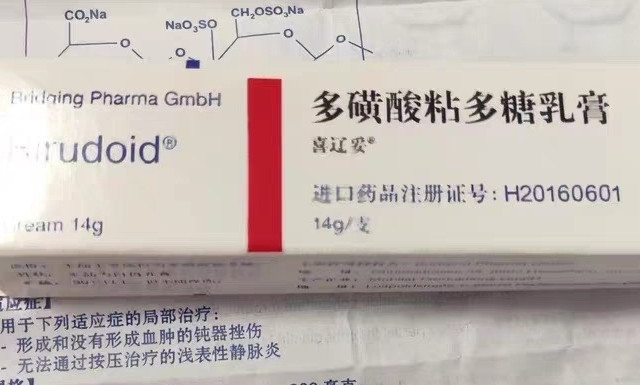 CO₂Na
NaO₃SO
CH₂OSO₃Na
O
O
O
Bridging Pharma GmbH
Hirudoid®
Cream 14g
多磺酸粘多糖乳膏
喜辽妥®
进口药品注册证号:H20160601
14g/支
适应症】
用于下列适应症的局部治疗:
- 形成和没有形成血肿的钝器挫伤
- 无法通过按压治疗的浅表性静脉炎